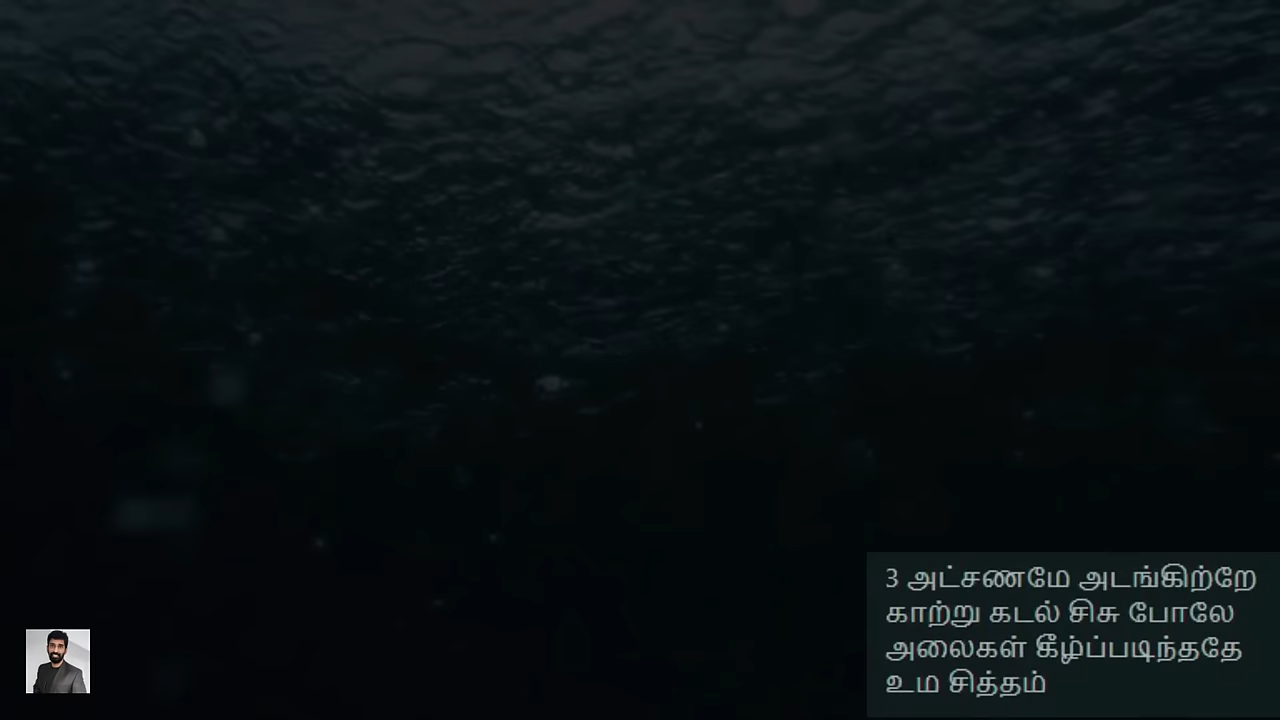 3 அட்சணமே அடங்கிற்றே
காற்று கடல் சிசு போலே
அலைகள் கீழ்ப்படிந்ததே
உம சித்தம்